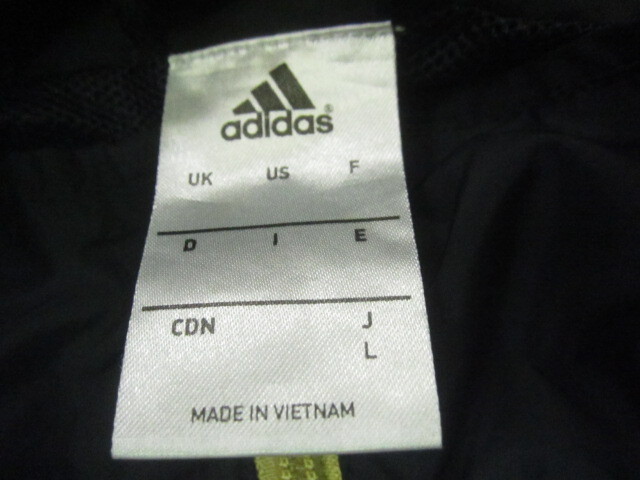 adidas®
UK US F
D I E
CDN J
L
MADE IN VIETNAM